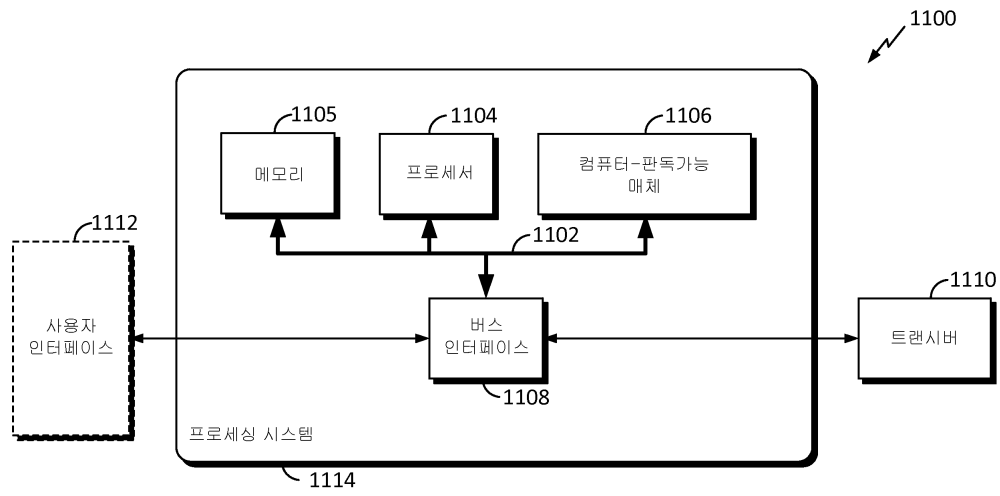 1100
1105
1104
1106
메모리
프로세서
컴퓨터-판독가능
매체
1112
1102
1110
사용자
인터페이스
버스
인터페이스
트랜시버
1108
프로세싱 시스템
1114